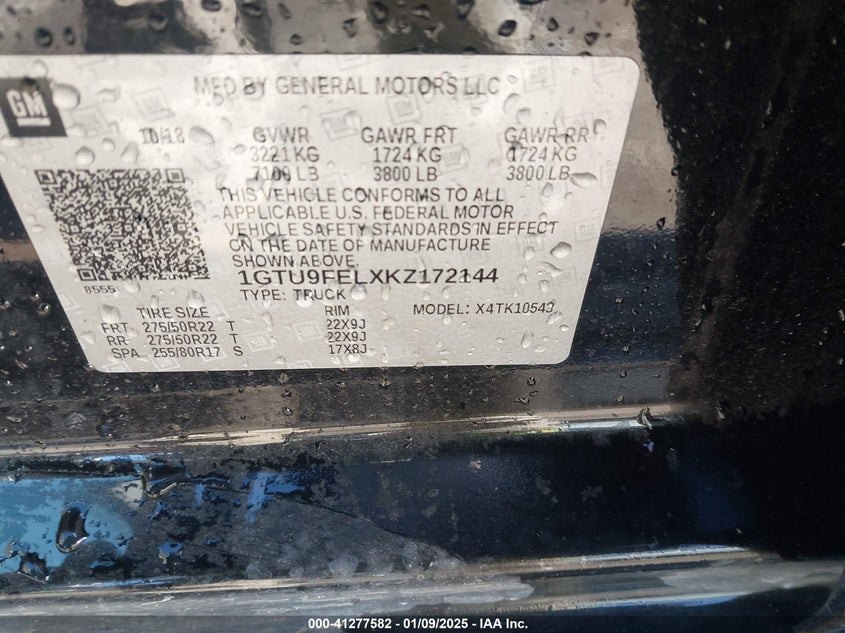 GM
MFD BY GENERAL MOTORS LLC
10/18 GVWR GAWR FRT GAWR RR
3221 KG 1724 KG 1724 KG
7100 LB 3800 LB 3800 LB
THIS VEHICLE CONFORMS TO ALL
APPLICABLE U.S. FEDERAL MOTOR
VEHICLE SAFETY STANDARDS IN EFFECT
ON THE DATE OF MANUFACTURE
SHOWN ABOVE.
8555
1GTU9FELXKZ172144
TYPE: TRUCK MODEL: X4TK10543
TIRE SIZE RIM
FRT 275/50R22 T 22X9J
RR 275/50R22 T 22X9J
SPA 255/80R17 S 17X8J
000-41277582 - 01/09/2025 - IAA Inc.